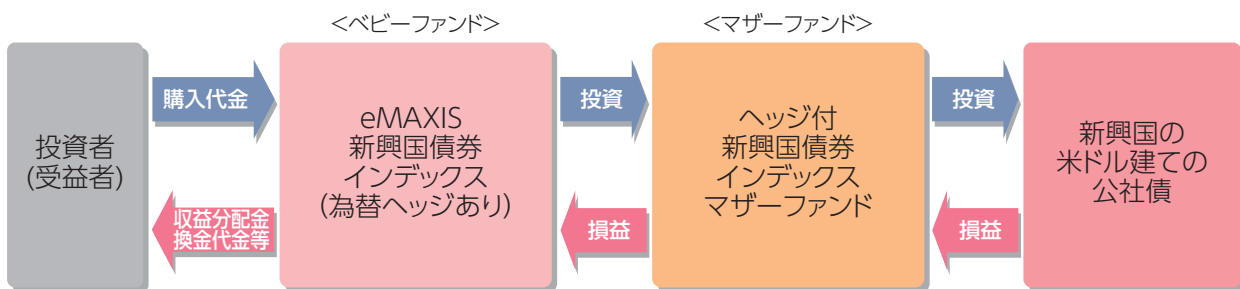 <ベビーファンド>
<マザーファンド>
投資者
(受益者)
購入代金
収益分配金
換金代金等
eMAXIS
新興国債券
インデックス
(為替ヘッジあり)
投資
損益
ヘッジ付
新興国債券
インデックス
マザーファンド
投資
損益
新興国の
米ドル建ての
公社債